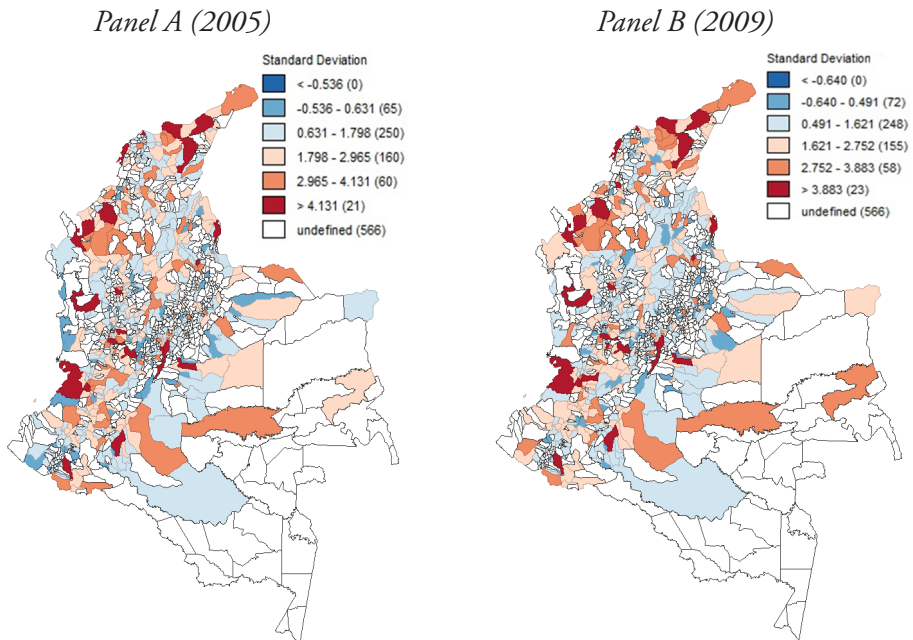 Panel A (2005)
Standard Deviation
< -0.536 (0)
-0.536 - 0.631 (65)
0.631 - 1.798 (250)
1.798 - 2.965 (160)
2.965 - 4.131 (60)
> 4.131 (21)
undefined (566)
Panel B (2009)
Standard Deviation
< -0.640 (0)
-0.640 - 0.491 (72)
0.491 - 1.621 (248)
1.621 - 2.752 (155)
2.752 - 3.883 (58)
> 3.883 (23)
undefined (566)